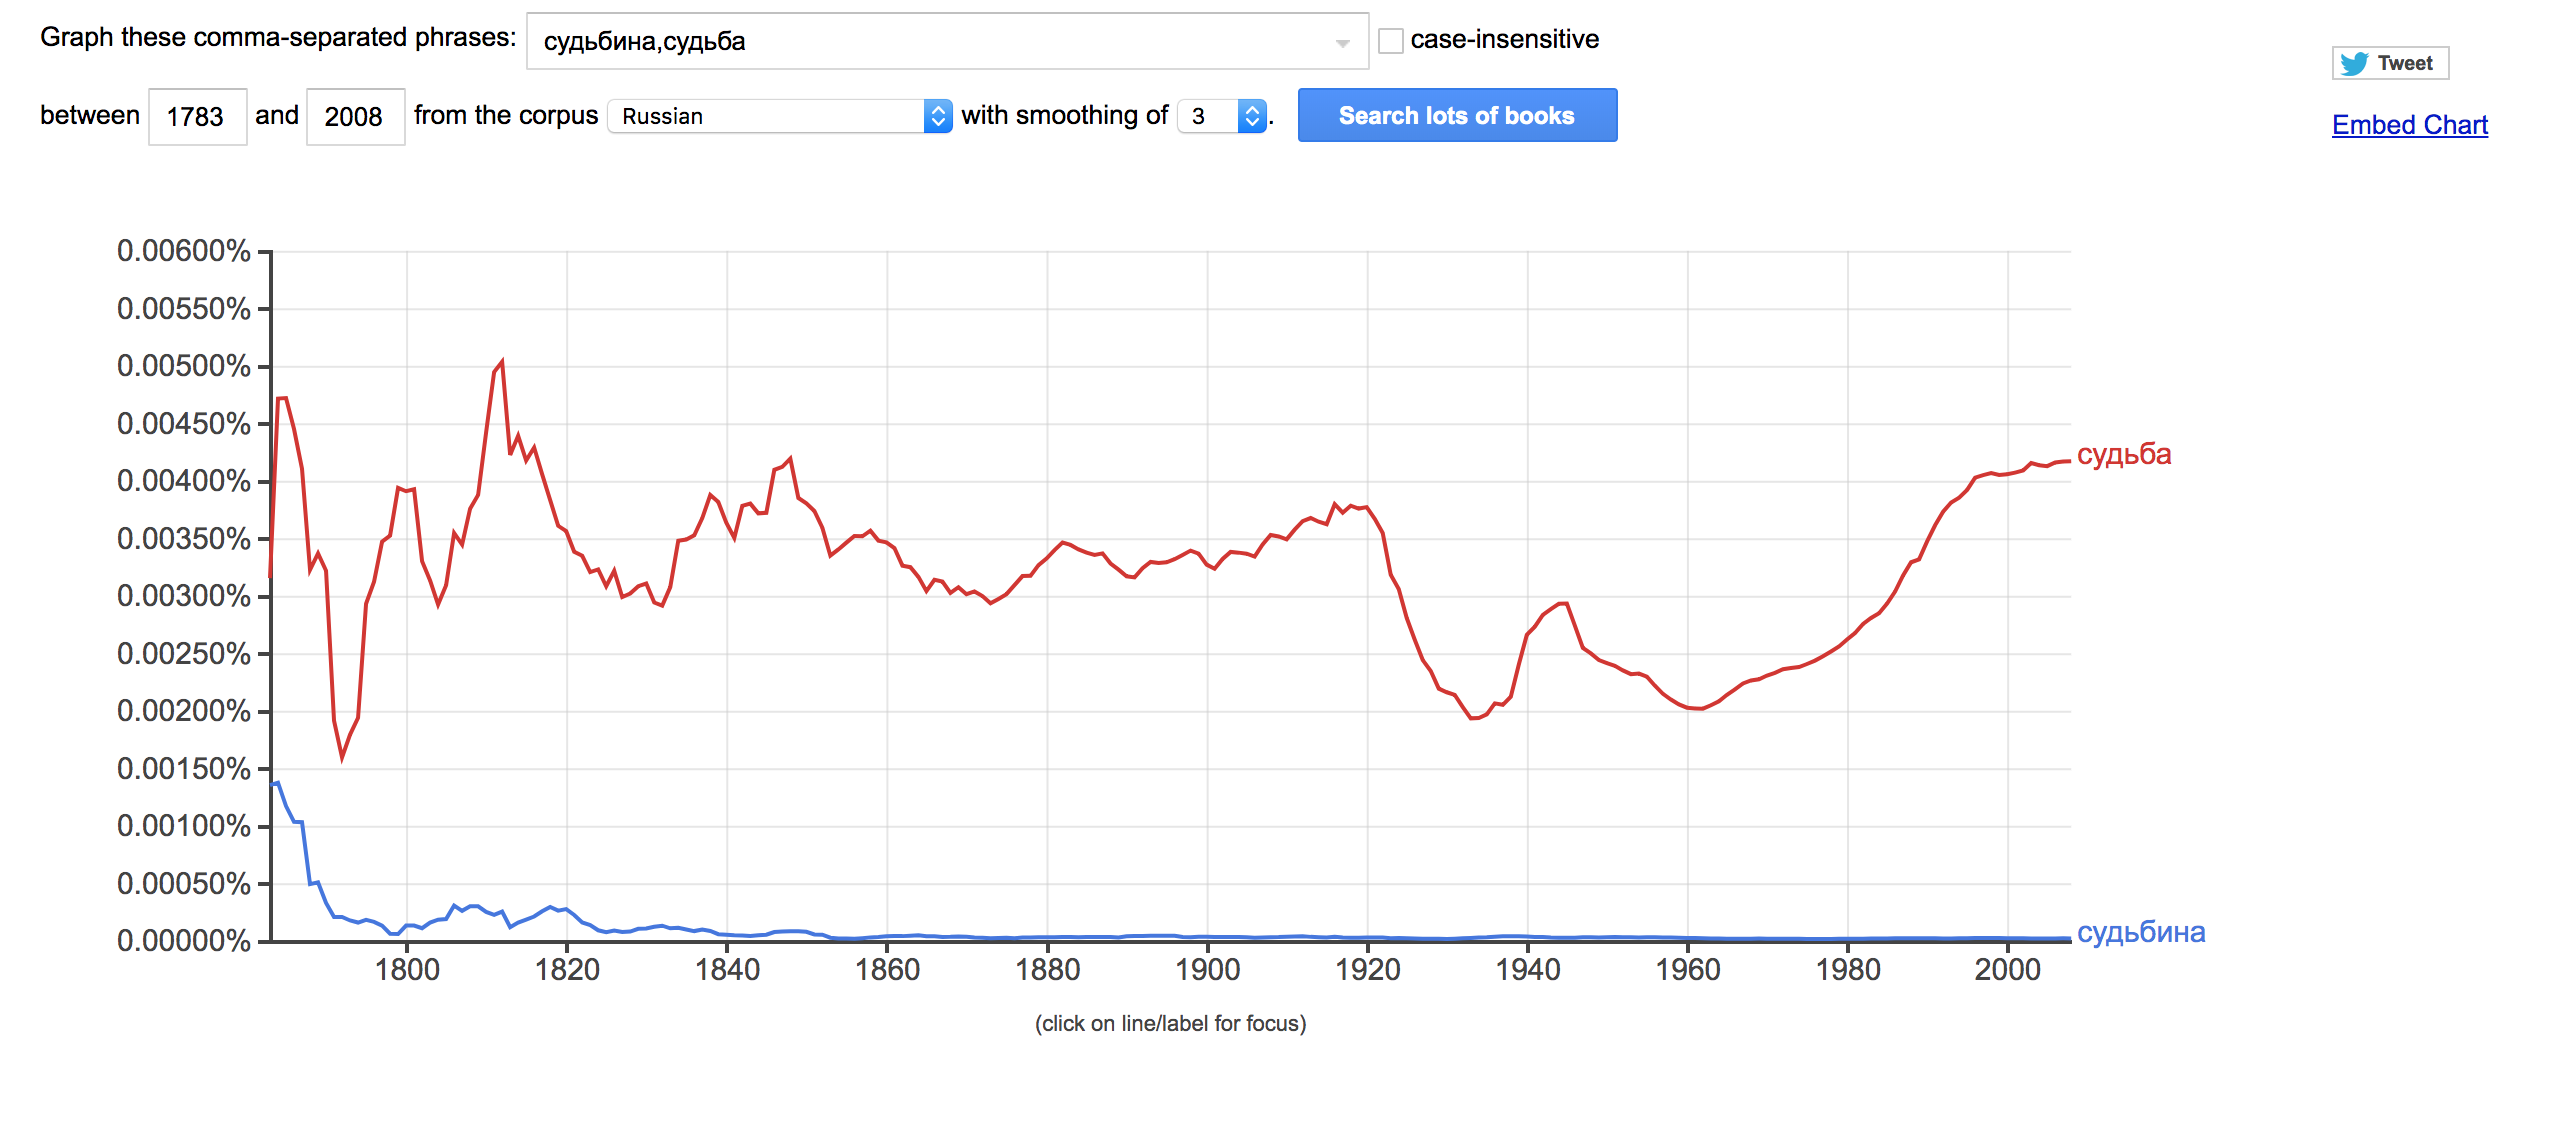 Graph these comma-separated phrases: судьбина,судьба case-insensitive
Tweet
between 1783 and 2008 from the corpus Russian with smoothing of 3 . Search lots of books
Embed Chart
0.00600%
0.00550%
0.00500%
0.00450%
0.00400%
0.00350%
0.00300%
0.00250%
0.00200%
0.00150%
0.00100%
0.00050%
0.00000%
судьба
судьбина
1800 1820 1840 1860 1880 1900 1920 1940 1960 1980 2000
(click on line/label for focus)